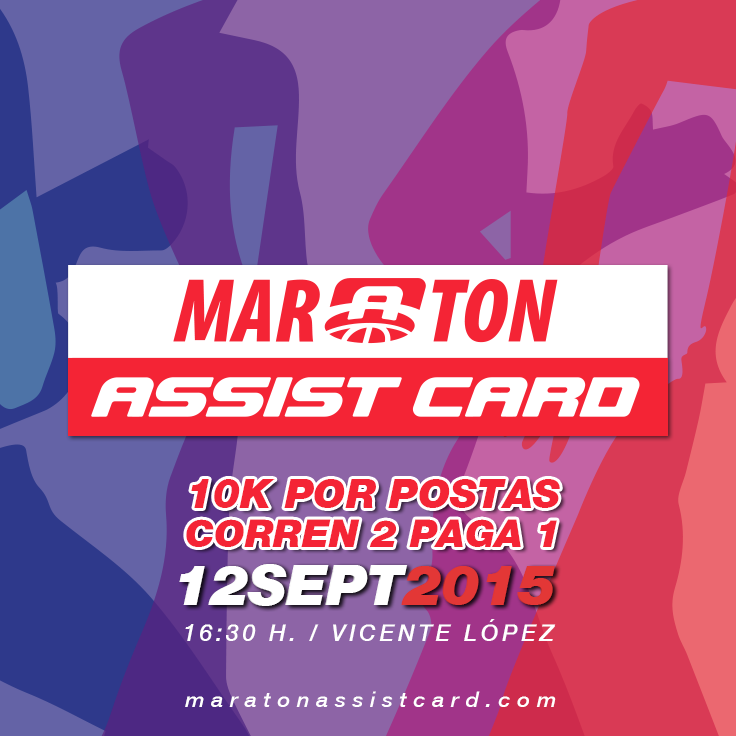 MARATON
ASSIST CARD
10K POR POSTAS
CORREN 2 PAGA 1
12SEPT2015
16:30 H. / VICENTE LÓPEZ
maratonassistcard.com